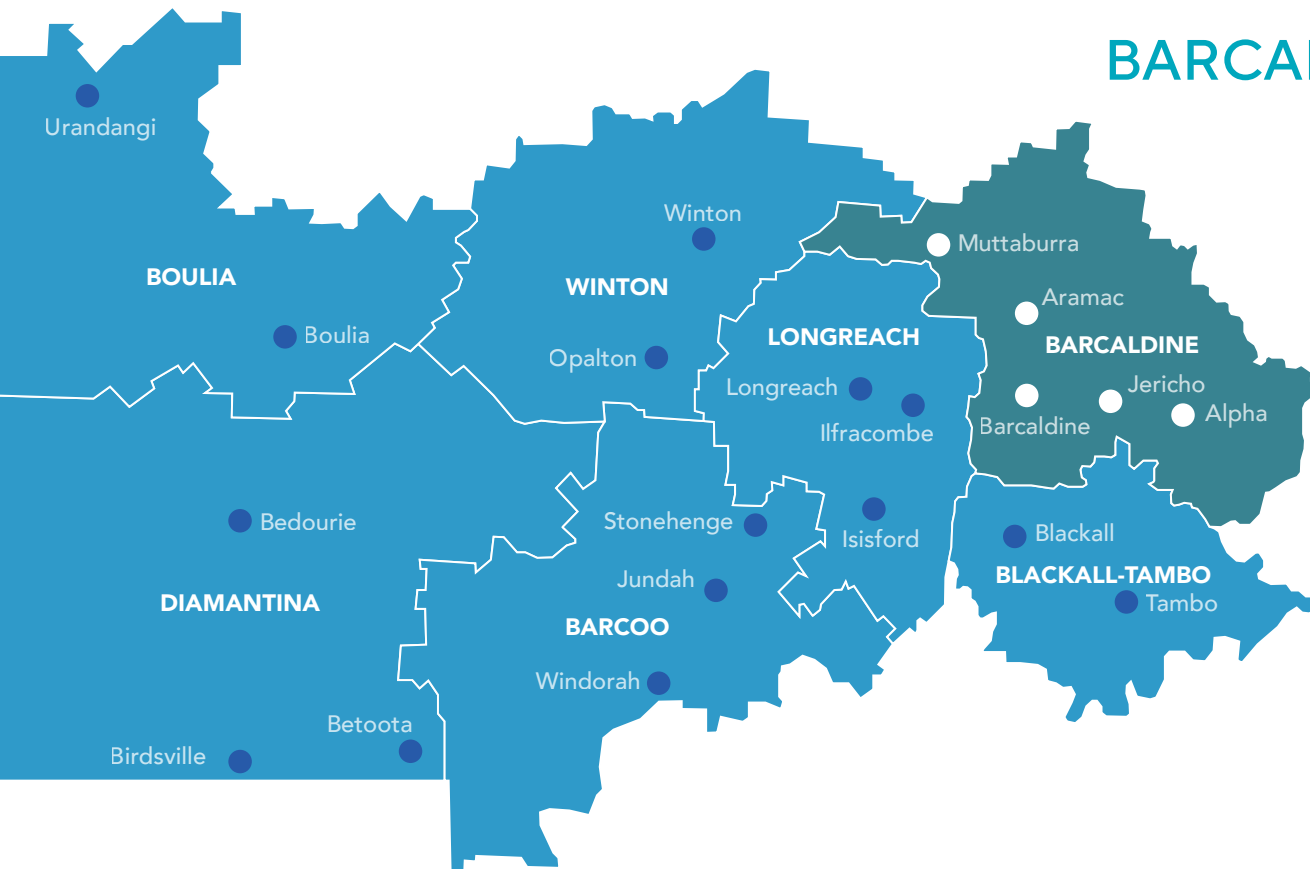 BARCA
Urandangi
Winton
Muttaburra
BOULIA
WINTON
Aramac
Boulia
LONGREACH
BARCALDINE
Opalton
Longreach
Jericho
Ilfracombe
Barcaldine
Alpha
Bedourie
Stonehenge
Isisford
Blackall
Jundah
BLACKALL-TAMBO
DIAMANTINA
Tambo
BARCOO
Windorah
Betoota
Birdsville